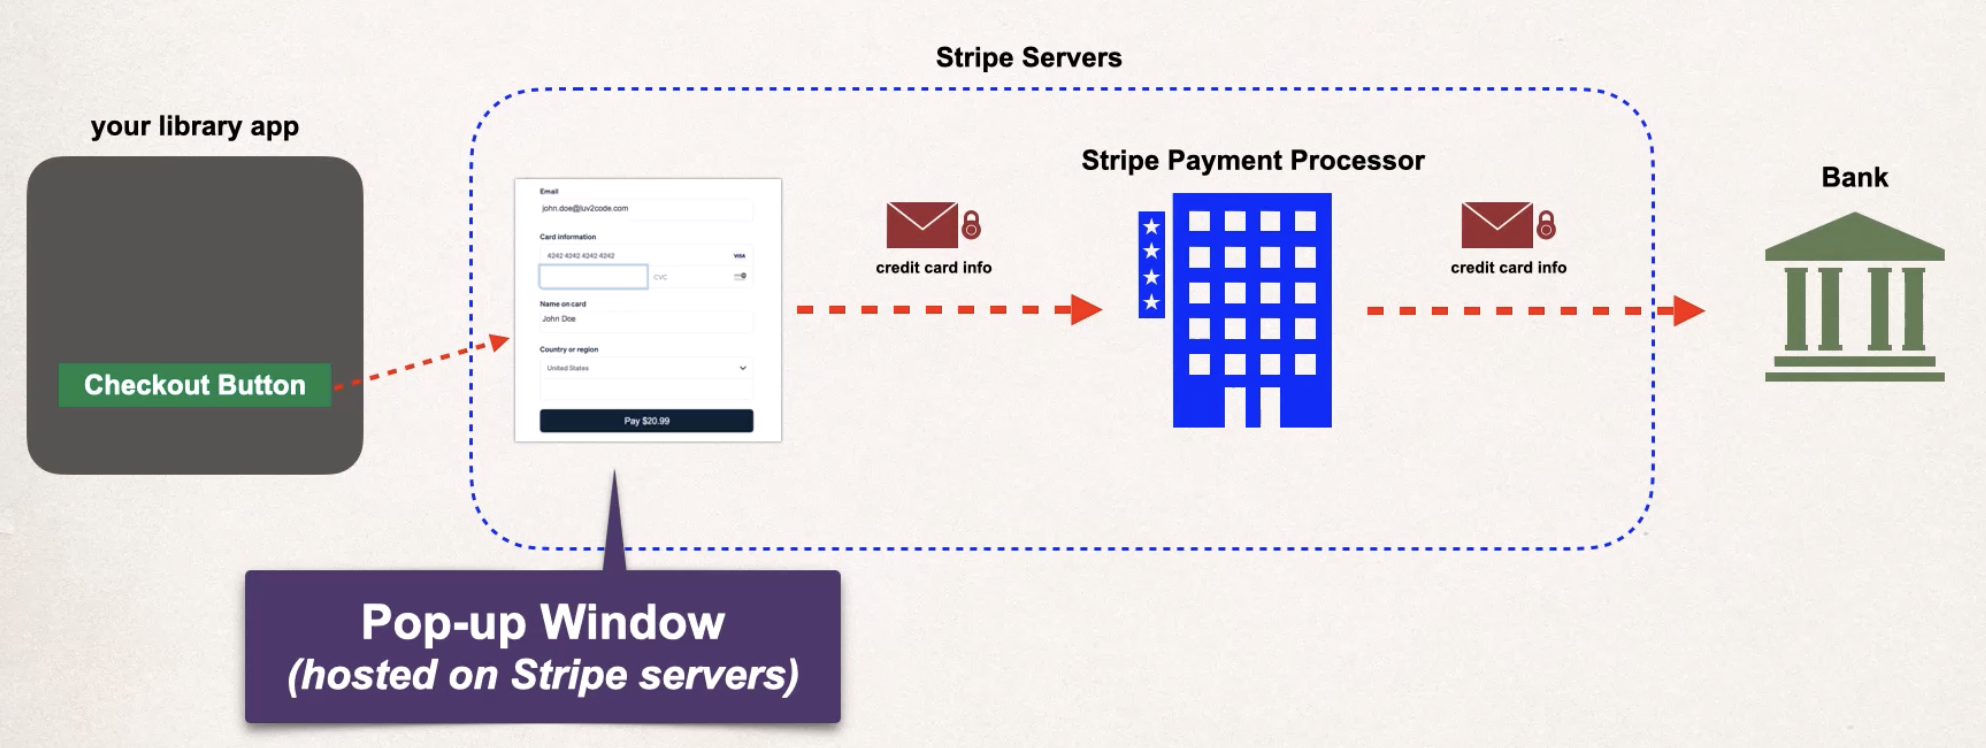 Stripe Servers
your library app
Checkout Button
Email
john.doe@luv2code.com
Card information
4242 4242 4242 4242
VISA
CVC
Name on card
John Doe
Country or region
United States
Pay $20.99
credit card info
Stripe Payment Processor
credit card info
Bank
Pop-up Window
(hosted on Stripe servers)